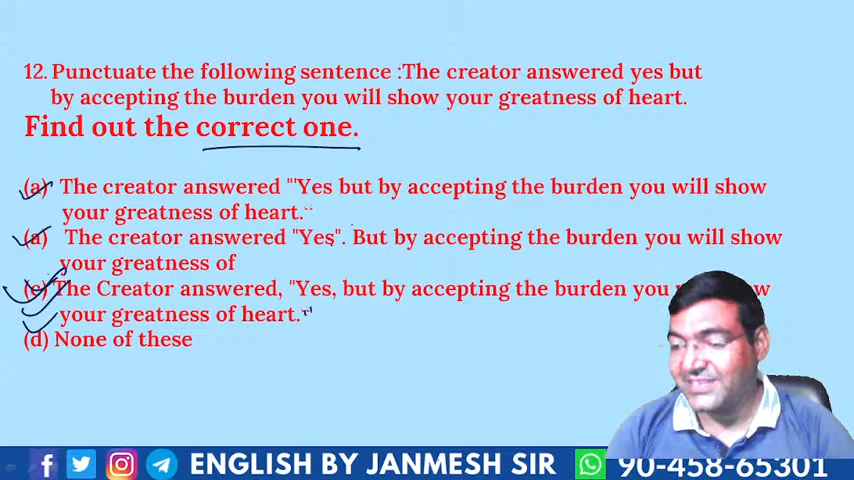 12. Punctuate the following sentence :The creator answered yes but
by accepting the burden you will show your greatness of heart.
Find out the correct one.
(a) The creator answered "'Yes but by accepting the burden you will show
your greatness of heart.``
(a) The creator answered "Yes". But by accepting the burden you will show
your greatness of
(c) The Creator answered, "Yes, but by accepting the burden you
your greatness of heart."
(d) None of these
ENGLISH BY JANMESH SIR 90-458-65301